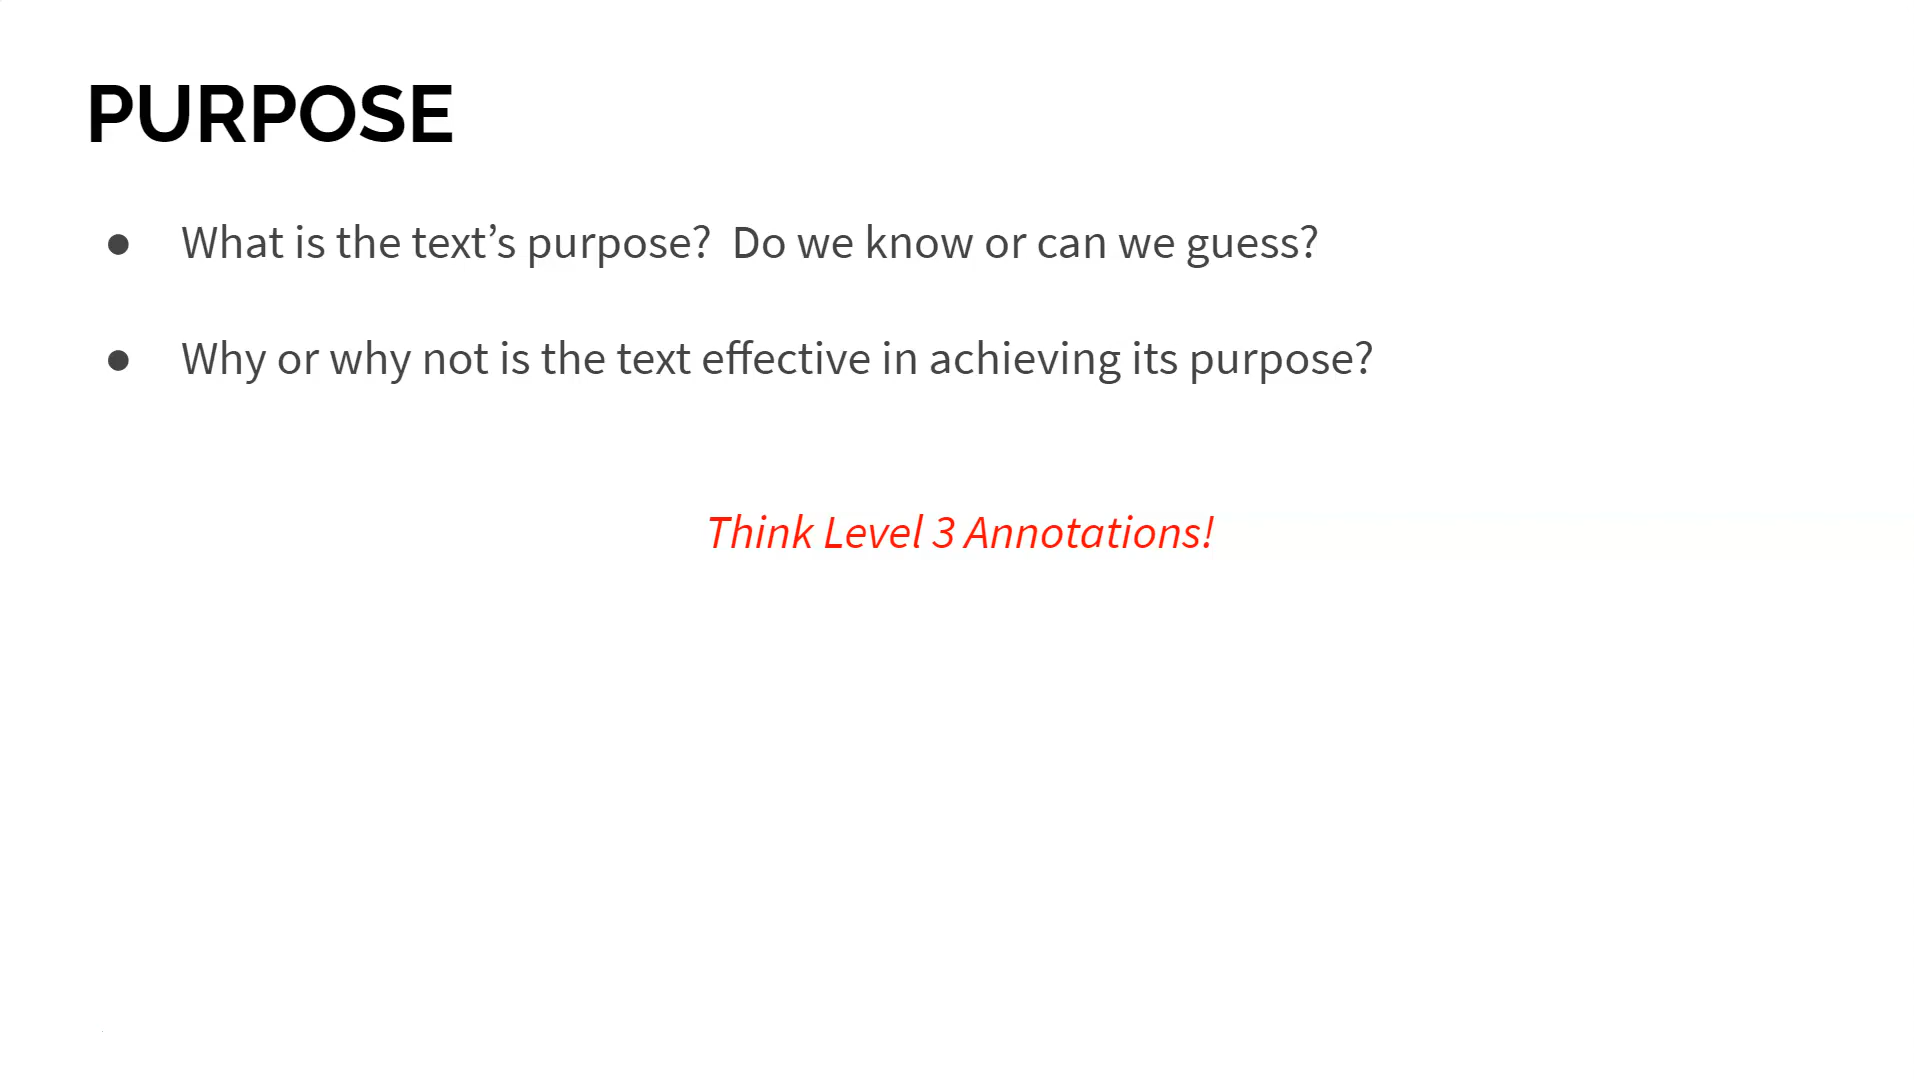 PURPOSE
● What is the text’s purpose?  Do we know or can we guess?
● Why or why not is the text effective in achieving its purpose?
Think Level 3 Annotations!